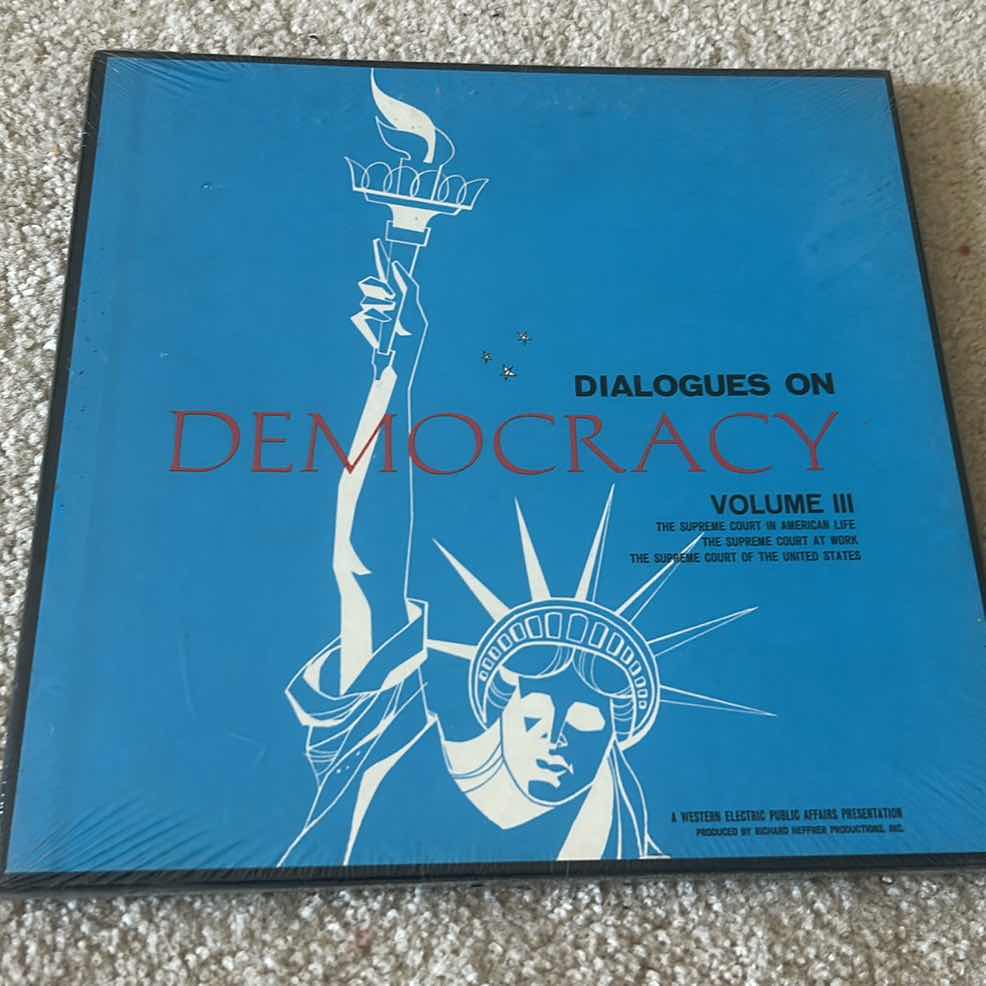 DIALOGUES ON
DEMOCRACY
VOLUME III
THE SUPREME COURT IN AMERICAN LIFE
THE SUPREME COURT AT WORK
THE SUPREME COURT OF THE UNITED STATES
A WESTERN ELECTRIC PUBLIC AFFAIRS PRESENTATION
PRODUCED BY RICHARD HEFFNER PRODUCTIONS, INC.